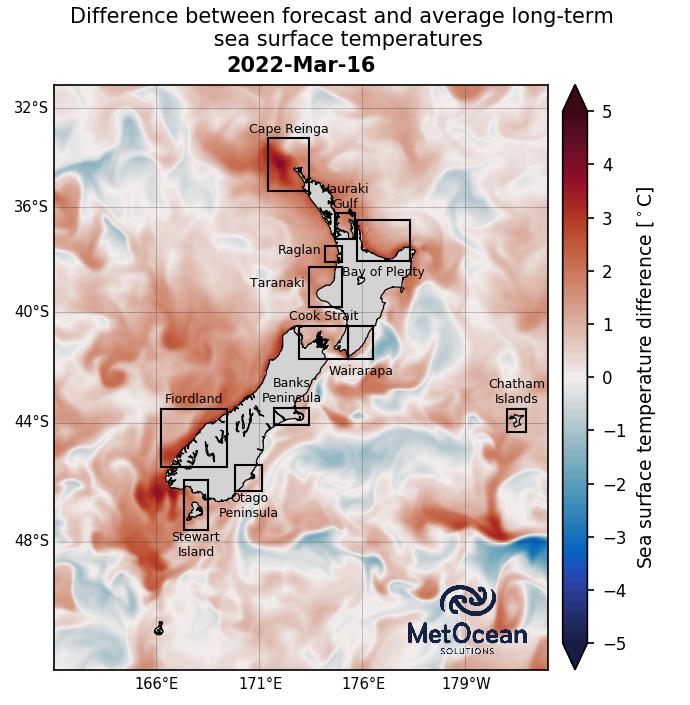 Difference between forecast and average long-term
sea surface temperatures
2022-Mar-16
32°S
36°S
40°S
44°S
48°S
166°E
171°E
176°E
179°W
Cape Reinga
Hauraki
Gulf
Raglan
Bay of Plenty
Taranaki
Cook Strait
Wairarapa
Banks
Peninsula
Fiordland
Chatham
Islands
Otago
Peninsula
Stewart
Island
MetOcean
SOLUTIONS
5
4
3
2
1
0
−1
−2
−3
−4
−5
Sea surface temperature difference [°C]